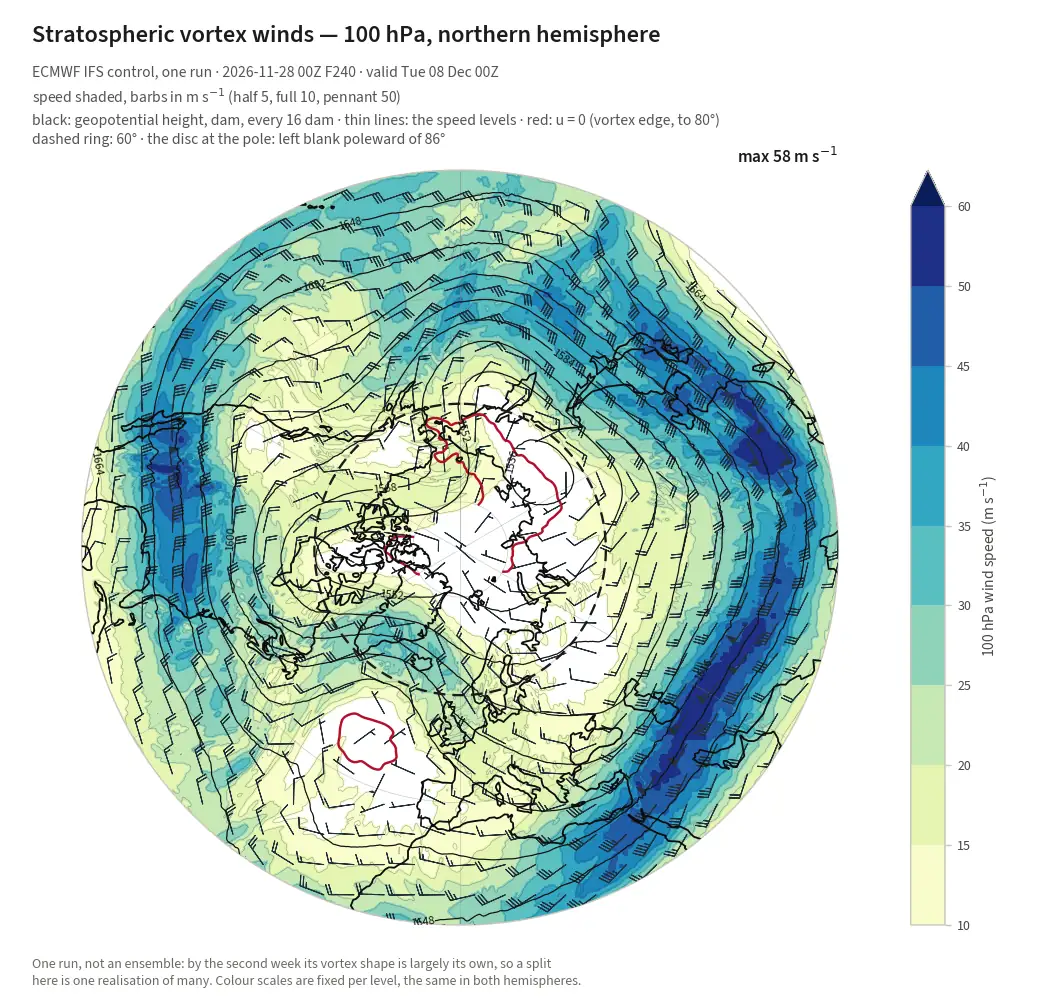 Stratospheric vortex winds — 100 hPa, northern hemisphere
ECMWF IFS control, one run · 2026-11-28 00Z F240 · valid Tue 08 Dec 00Z
speed shaded, barbs in m s⁻¹ (half 5, full 10, pennant 50)
black: geopotential height, dam, every 16 dam · thin lines: the speed levels · red: u = 0 (vortex edge, to 80°)
dashed ring: 60° · the disc at the pole: left blank poleward of 86°
max 58 m s⁻¹
60
50
45
40
35
30
25
20
15
10
100 hPa wind speed (m s⁻¹)
1648
1664
1584
1552
1536
1664
1568
1600
1552
1648
One run, not an ensemble: by the second week its vortex shape is largely its own, so a split
here is one realisation of many. Colour scales are fixed per level, the same in both hemispheres.